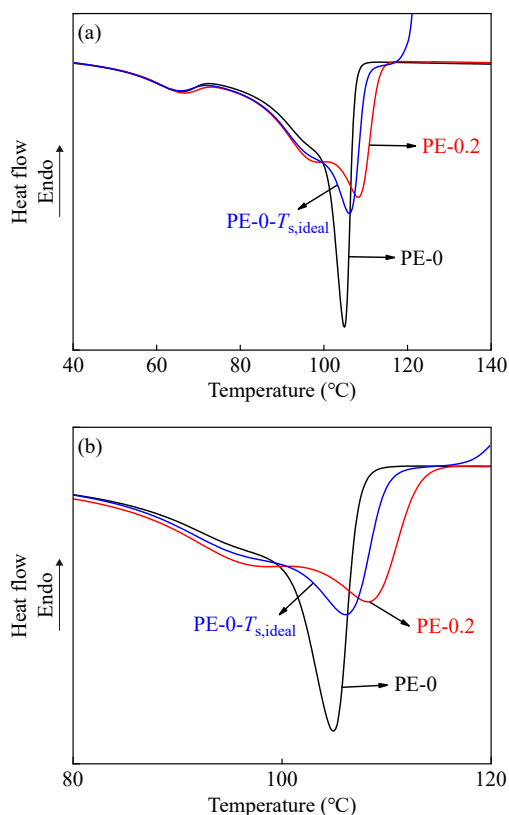 (a)
Heat flow
Endo
PE-0.2
PE-0-Ts,ideal
PE-0
40 60 80 100 120 140
Temperature (℃)
(b)
Heat flow
Endo
PE-0-Ts,ideal
PE-0.2
PE-0
80 100 120
Temperature (℃)